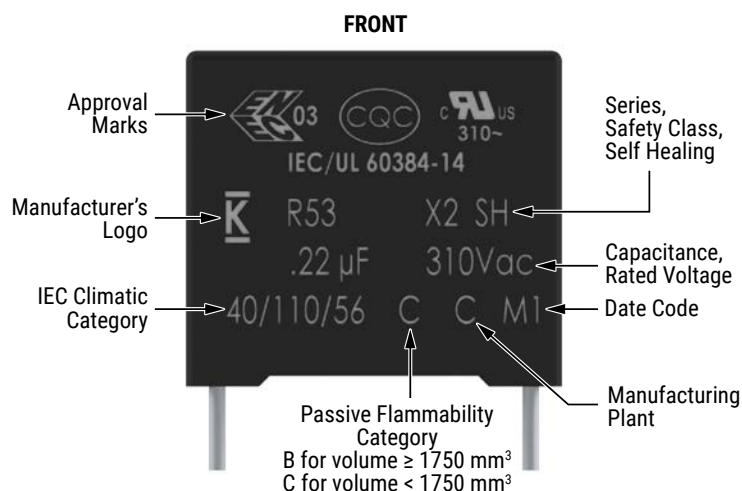 FRONT
Approval
Marks
03
CQC
c UR US
310~
IEC/UL 60384-14
Series,
Safety Class,
Self Healing
Manufacturer's
Logo
K
R53 X2 SH
.22 µF 310Vac
Capacitance,
Rated Voltage
IEC Climatic
Category
40/110/56 C C M1
Date Code
Manufacturing
Plant
Passive Flammability
Category
B for volume ≥ 1750 mm³
C for volume < 1750 mm³